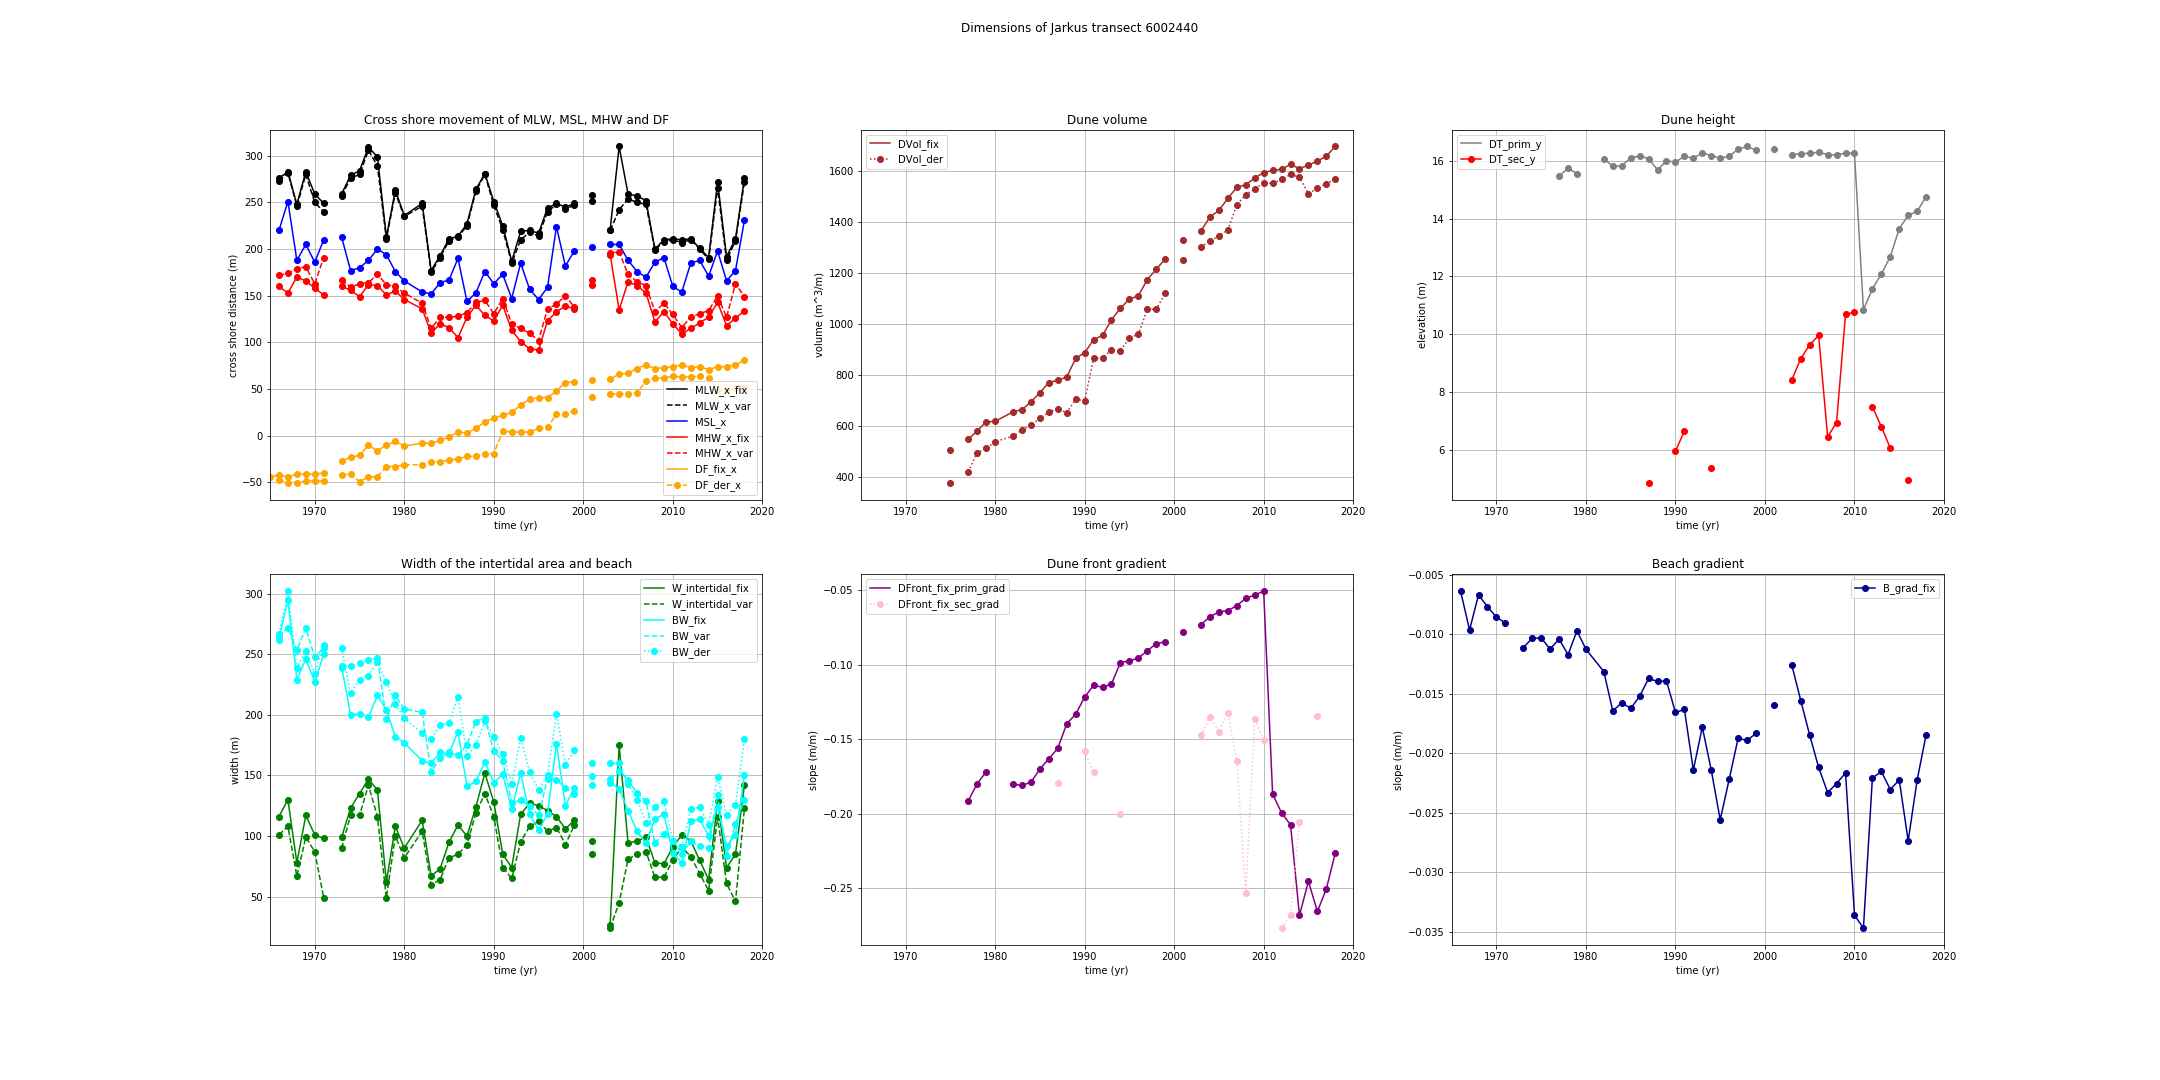 Dimensions of Jarkus transect 6002440
Cross shore movement of MLW, MSL, MHW and DF
cross shore distance (m)
300
250
200
150
100
50
0
−50
1970 1980 1990 2000 2010 2020
time (yr)
MLW_x_fix
MLW_x_var
MSL_x
MHW_x_fix
MHW_x_var
DF_fix_x
DF_der_x
Dune volume
volume (m^3/m)
1600
1400
1200
1000
800
600
400
1970 1980 1990 2000 2010 2020
time (yr)
DVol_fix
DVol_der
Dune height
elevation (m)
16
14
12
10
8
6
1970 1980 1990 2000 2010 2020
time (yr)
DT_prim_y
DT_sec_y
Width of the intertidal area and beach
width (m)
300
250
200
150
100
50
1970 1980 1990 2000 2010 2020
time (yr)
W_intertidal_fix
W_intertidal_var
BW_fix
BW_var
BW_der
Dune front gradient
slope (m/m)
−0.05
−0.10
−0.15
−0.20
−0.25
1970 1980 1990 2000 2010 2020
time (yr)
DFront_fix_prim_grad
DFront_fix_sec_grad
Beach gradient
slope (m/m)
−0.005
−0.010
−0.015
−0.020
−0.025
−0.030
−0.035
1970 1980 1990 2000 2010 2020
time (yr)
B_grad_fix